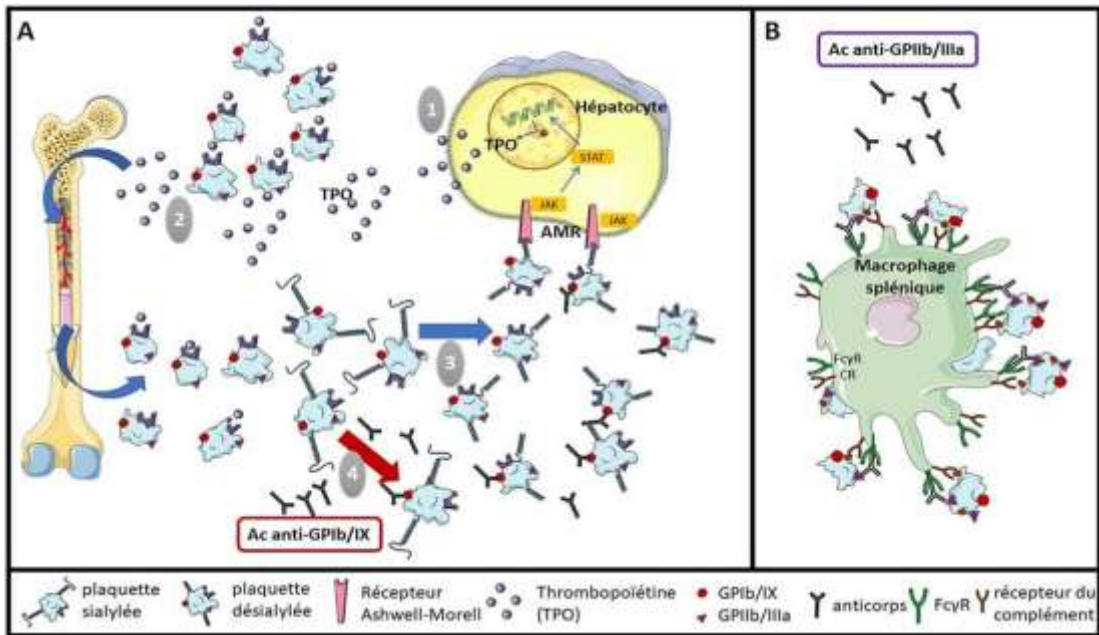 A
1
Hépatocyte
TPO
STAT
JAK
JAK
AMR
2
TPO
3
4
Ac anti-GPIb/IX
B
Ac anti-GPIIb/IIIa
Macrophage
splénique
FcγR
CR
plaquette
sialylée
plaquette
désialylée
Récepteur
Ashwell-Morell
Thrombopoïétine
(TPO)
GPIb/IX
GPIIb/IIIa
anticorps
FcγR
récepteur du
complément